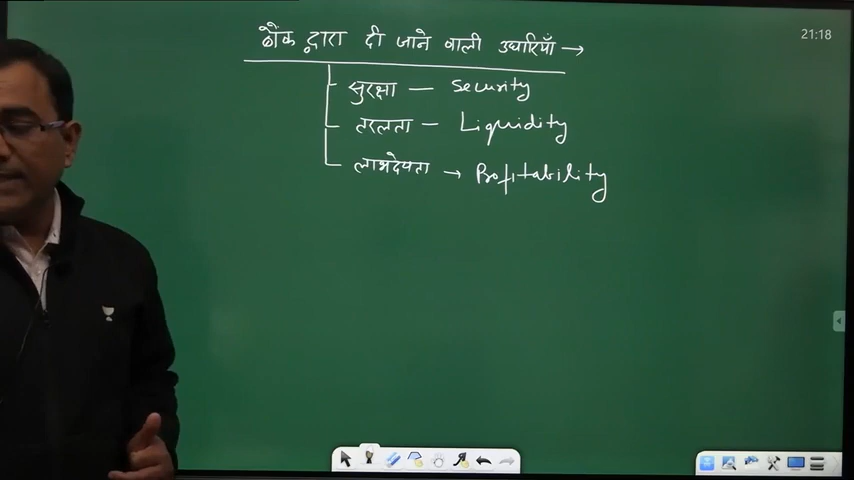 21:18
बैंक द्वारा दी जाने वाली उधारियाँ →
सुरक्षा — Security
तरलता — Liquidity
लाभदेयता → Profitability